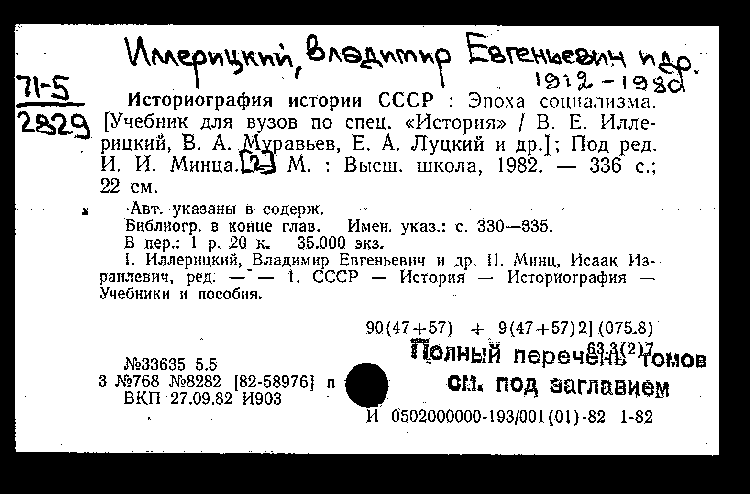 Иллерицкий, Владимир Евгеньевич и др.
1912-1980
71-5
2829
Историография истории СССР : Эпоха социализма.
[Учебник для вузов по спец. «История» / В. Е. Илле-
рицкий, В. А. Муравьев, Е. А. Луцкий и др.]; Под ред.
И. И. Минца. [2] М. : Высш. школа, 1982. — 336 с.;
22 см.
Авт. указаны в содерж.
Библиогр. в конце глав. Имен. указ.: с. 330—335.
В пер.: 1 р. 20 к. 35.000 экз.
I. Иллерицкий, Владимир Евгеньевич и др. II. Минц, Исаак Из-
раилевич, ред. — — 1. СССР — История — Историография —
Учебники и пособия.
90(47+57) + 9(47+57)2](075.8)
63.3(2)7
Полный перечень томов
см. под заглавием
№33635 5.5
3 №768 №8282 [82-58976] п
ВКП 27.09.82 И903
И 0502000000-193/001(01)-82 1-82